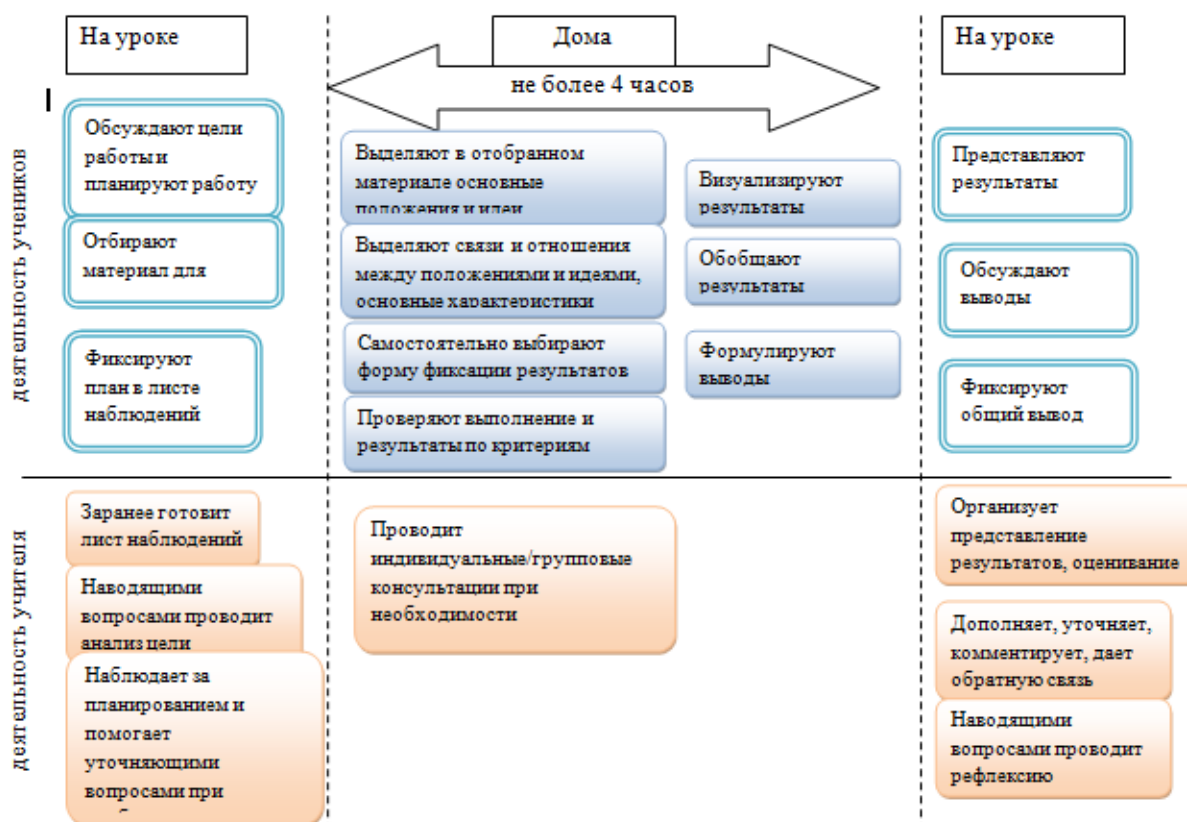 На уроке
Дома
На уроке
не более 4 часов
деятельность учеников
Обсуждают цели
работы и
планируют работу
Отбирают
материал для
Фиксируют
план в листе
наблюдений
Выделяют в отобранном
материале основные
положения и идеи
Выделяют связи и отношения
между положениями и идеями,
основные характеристики
Самостоятельно выбирают
форму фиксации результатов
Проверяют выполнение и
результаты по критериям
Визуализируют
результаты
Обобщают
результаты
Формулируют
выводы
Представляют
результаты
Обсуждают
выводы
Фиксируют
общий вывод
деятельность учителя
Заранее готовит
лист наблюдений
Наводящими
вопросами проводит
анализ цели
Наблюдает за
планированием и
помогает
уточняющими
вопросами при
Проводит
индивидуальные/групповые
консультации при
необходимости
Организует
представление
результатов, оценивание
Дополняет, уточняет,
комментирует, дает
обратную связь
Наводящими
вопросами проводит
рефлексию